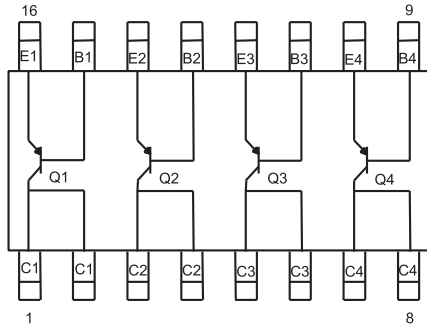 16 9
E1 B1 E2 B2 E3 B3 E4 B4
Q1 Q2 Q3 Q4
C1 C1 C2 C2 C3 C3 C4 C4
1 8